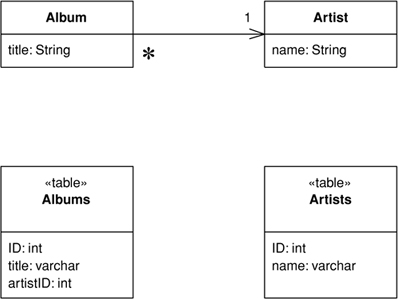 Album
1
Artist
title: String
*
name: String
«table»
Albums
«table»
Artists
ID: int
title: varchar
artistID: int
ID: int
name: varchar